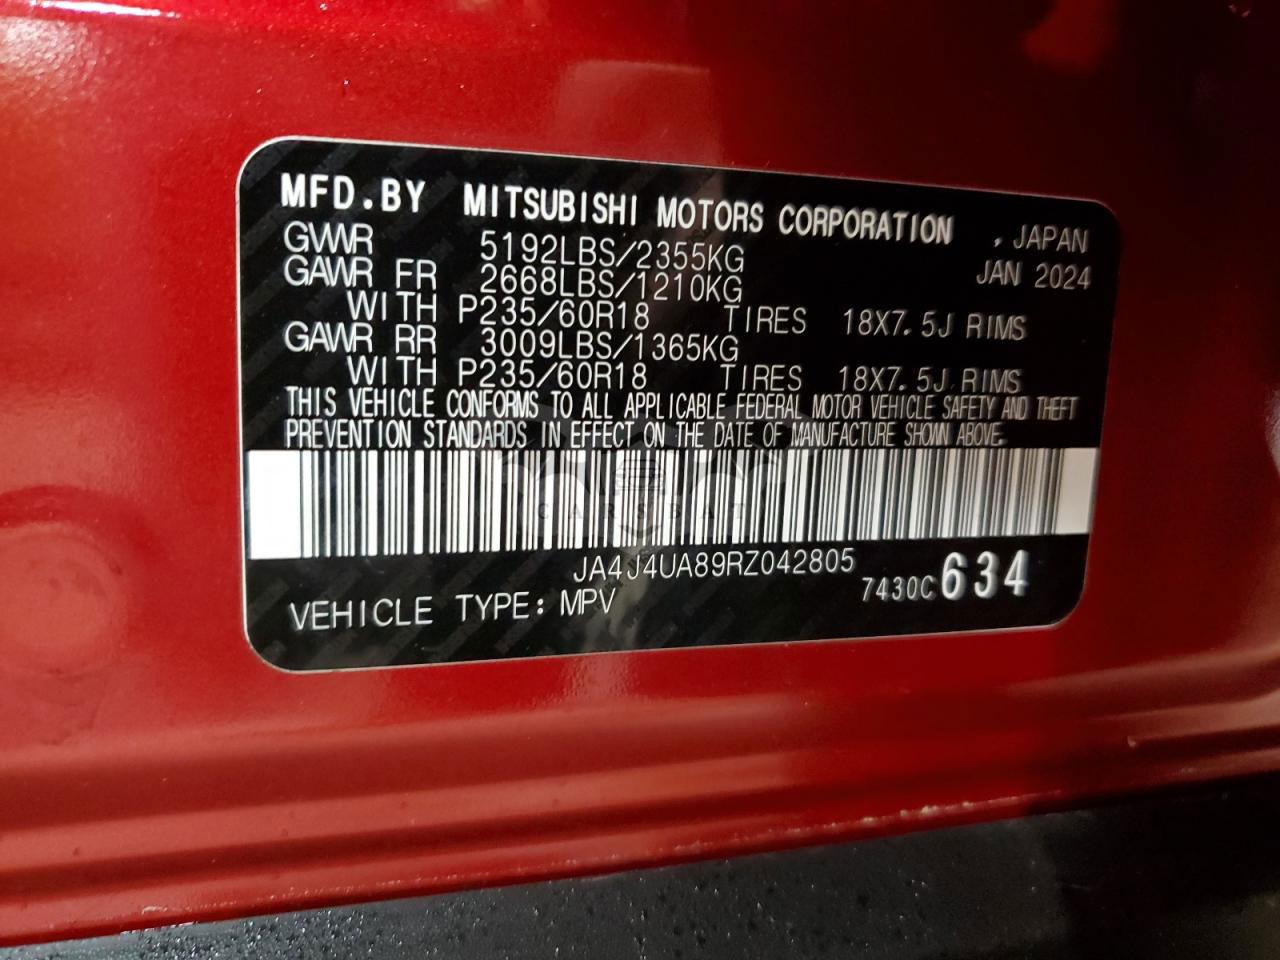 MFD.BY MITSUBISHI MOTORS CORPORATION , JAPAN
GVWR 5192LBS/2355KG JAN 2024
GAWR FR 2668LBS/1210KG
WITH P235/60R18 TIRES 18X7.5J RIMS
GAWR RR 3009LBS/1365KG
WITH P235/60R18 TIRES 18X7.5J RIMS
THIS VEHICLE CONFORMS TO ALL APPLICABLE FEDERAL MOTOR VEHICLE SAFETY AND THEFT
PREVENTION STANDARDS IN EFFECT ON THE DATE OF MANUFACTURE SHOWN ABOVE.
CARSBAT
JA4J4UA89RZ042805
VEHICLE TYPE: MPV 7430C 634